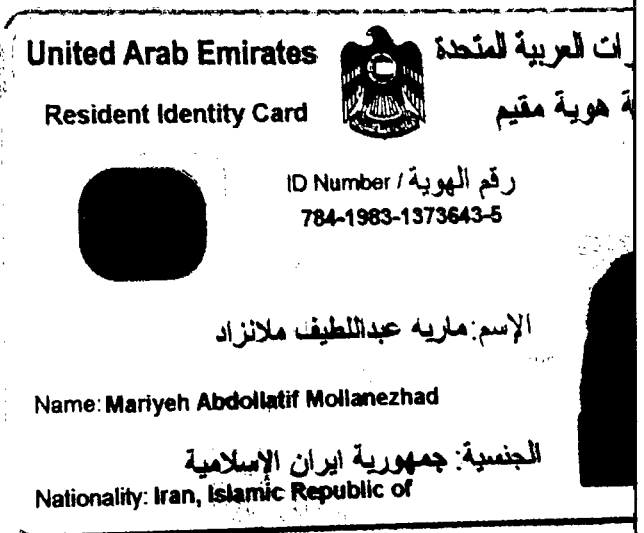 United Arab Emirates
رات العربية المتحدة
Resident Identity Card
ة هوية مقيم
ID Number / رقم الهوية
784-1983-1373643-5
الإسم: ماريه عبداللطيف ملانزاد
Name: Mariyeh Abdollatif Mollanezhad
الجنسية: جمهورية ايران الإسلامية
Nationality: Iran, Islamic Republic of